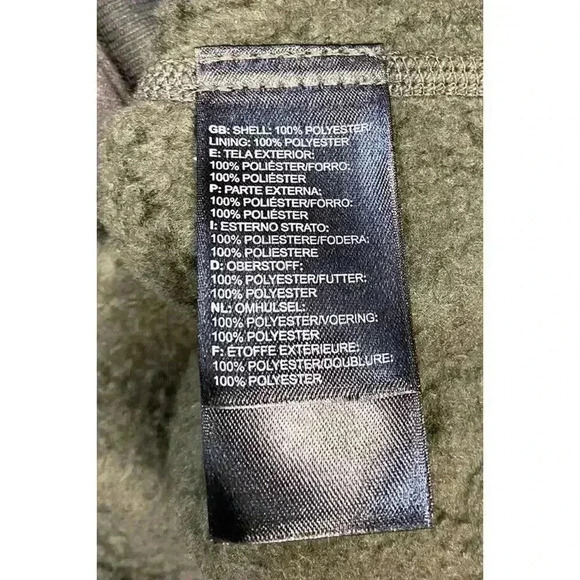 GB: SHELL: 100% POLYESTER/
LINING: 100% POLYESTER
E: TELA EXTERIOR:
100% POLIÉSTER/FORRO:
100% POLIÉSTER
P: PARTE EXTERNA:
100% POLIÉSTER/FORRO:
100% POLIÉSTER
I: ESTERNO STRATO:
100% POLIESTERE/FODERA:
100% POLIESTERE
D: OBERSTOFF:
100% POLYESTER/FUTTER:
100% POLYESTER
NL: OMHULSEL:
100% POLYESTER/VOERING:
100% POLYESTER
F: ÉTOFFE EXTÉRIEURE:
100% POLYESTER/DOUBLURE:
100% POLYESTER